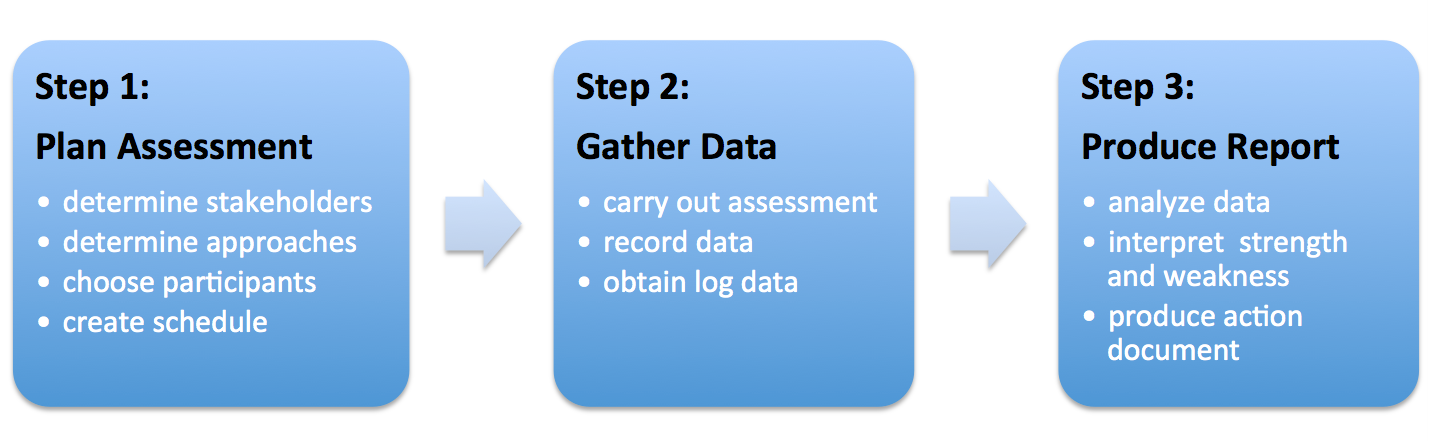 Step 1:
Plan Assessment
• determine stakeholders
• determine approaches
• choose participants
• create schedule
Step 2:
Gather Data
• carry out assessment
• record data
• obtain log data
Step 3:
Produce Report
• analyze data
• interpret  strength
and weakness
• produce action
document